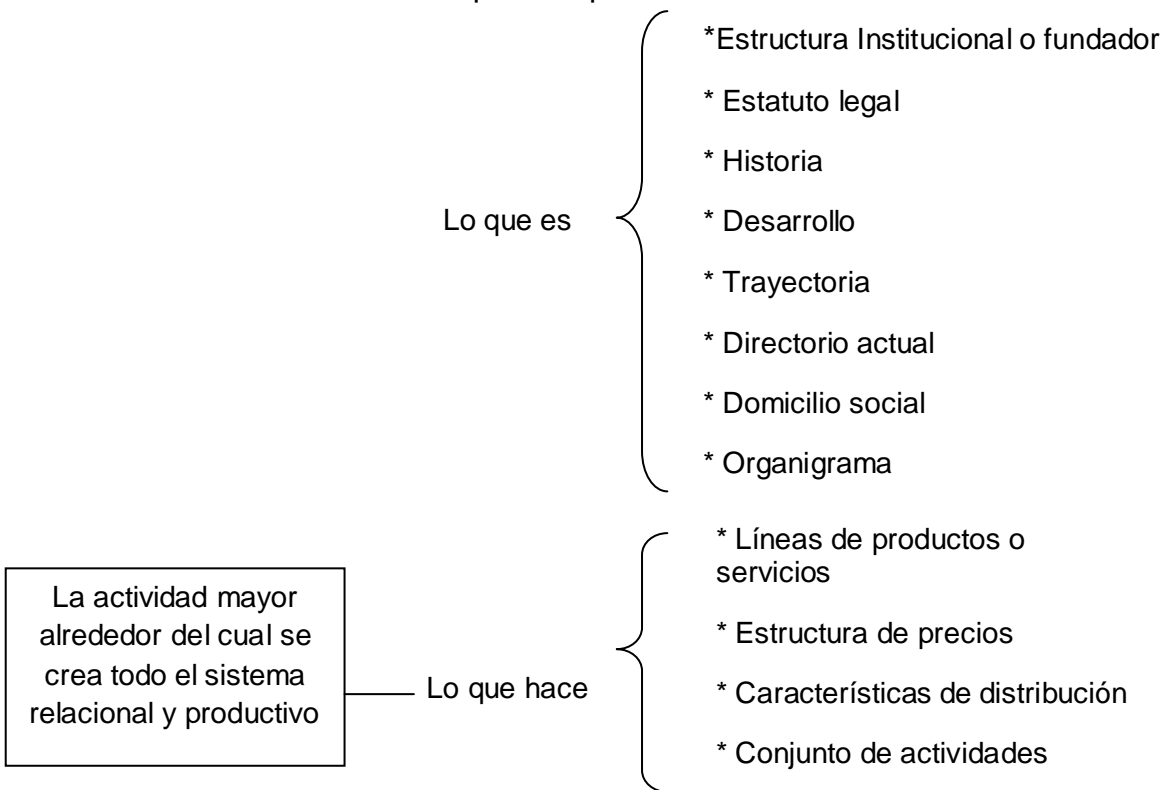 *Estructura Institucional o fundador
* Estatuto legal
* Historia
Lo que es
* Desarrollo
* Trayectoria
* Directorio actual
* Domicilio social
* Organigrama
* Líneas de productos o
servicios
La actividad mayor
alrededor del cual se
crea todo el sistema
relacional y productivo
Lo que hace
* Estructura de precios
* Características de distribución
* Conjunto de actividades